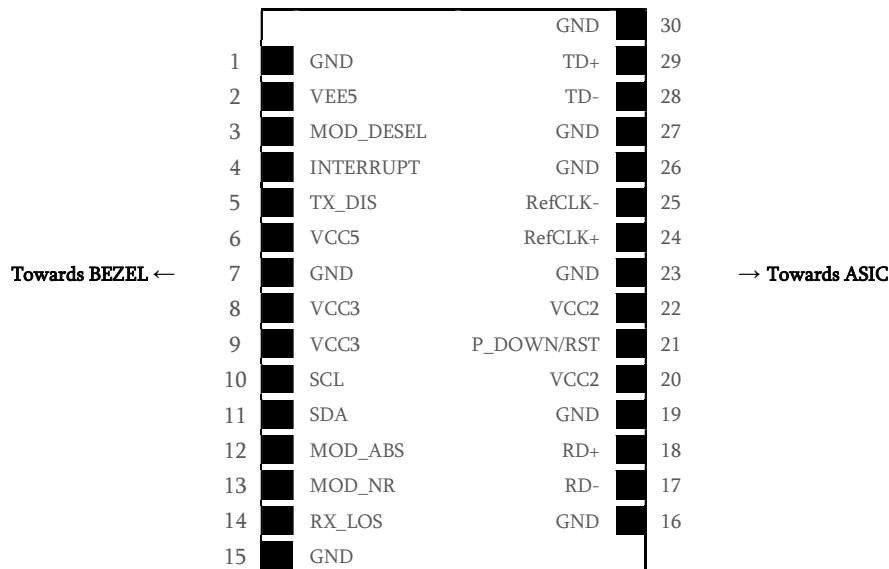 GND 30
1 GND TD+ 29
2 VEE5 TD- 28
3 MOD_DESEL GND 27
4 INTERRUPT GND 26
5 TX_DIS RefCLK- 25
6 VCC5 RefCLK+ 24
Towards BEZEL ← 7 GND GND 23 → Towards ASIC
8 VCC3 VCC2 22
9 VCC3 P_DOWN/RST 21
10 SCL VCC2 20
11 SDA GND 19
12 MOD_ABS RD+ 18
13 MOD_NR RD- 17
14 RX_LOS GND 16
15 GND